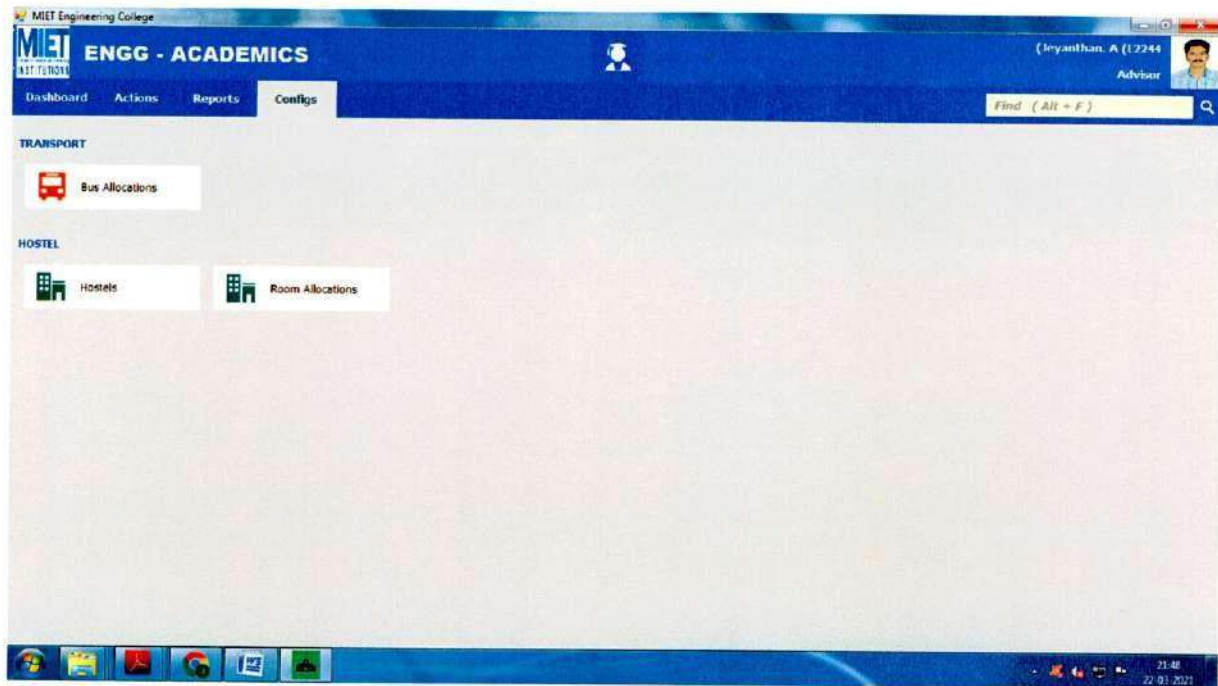 MIET Engineering College
MIET
INSTITUTIONS
ENGG - ACADEMICS
(Jeyanthan. A (E2244
Advisor
Dashboard Actions Reports Configs
Find ( Alt + F )
TRANSPORT
Bus Allocations
HOSTEL
Hostels Room Allocations
21:48
22-03-2021